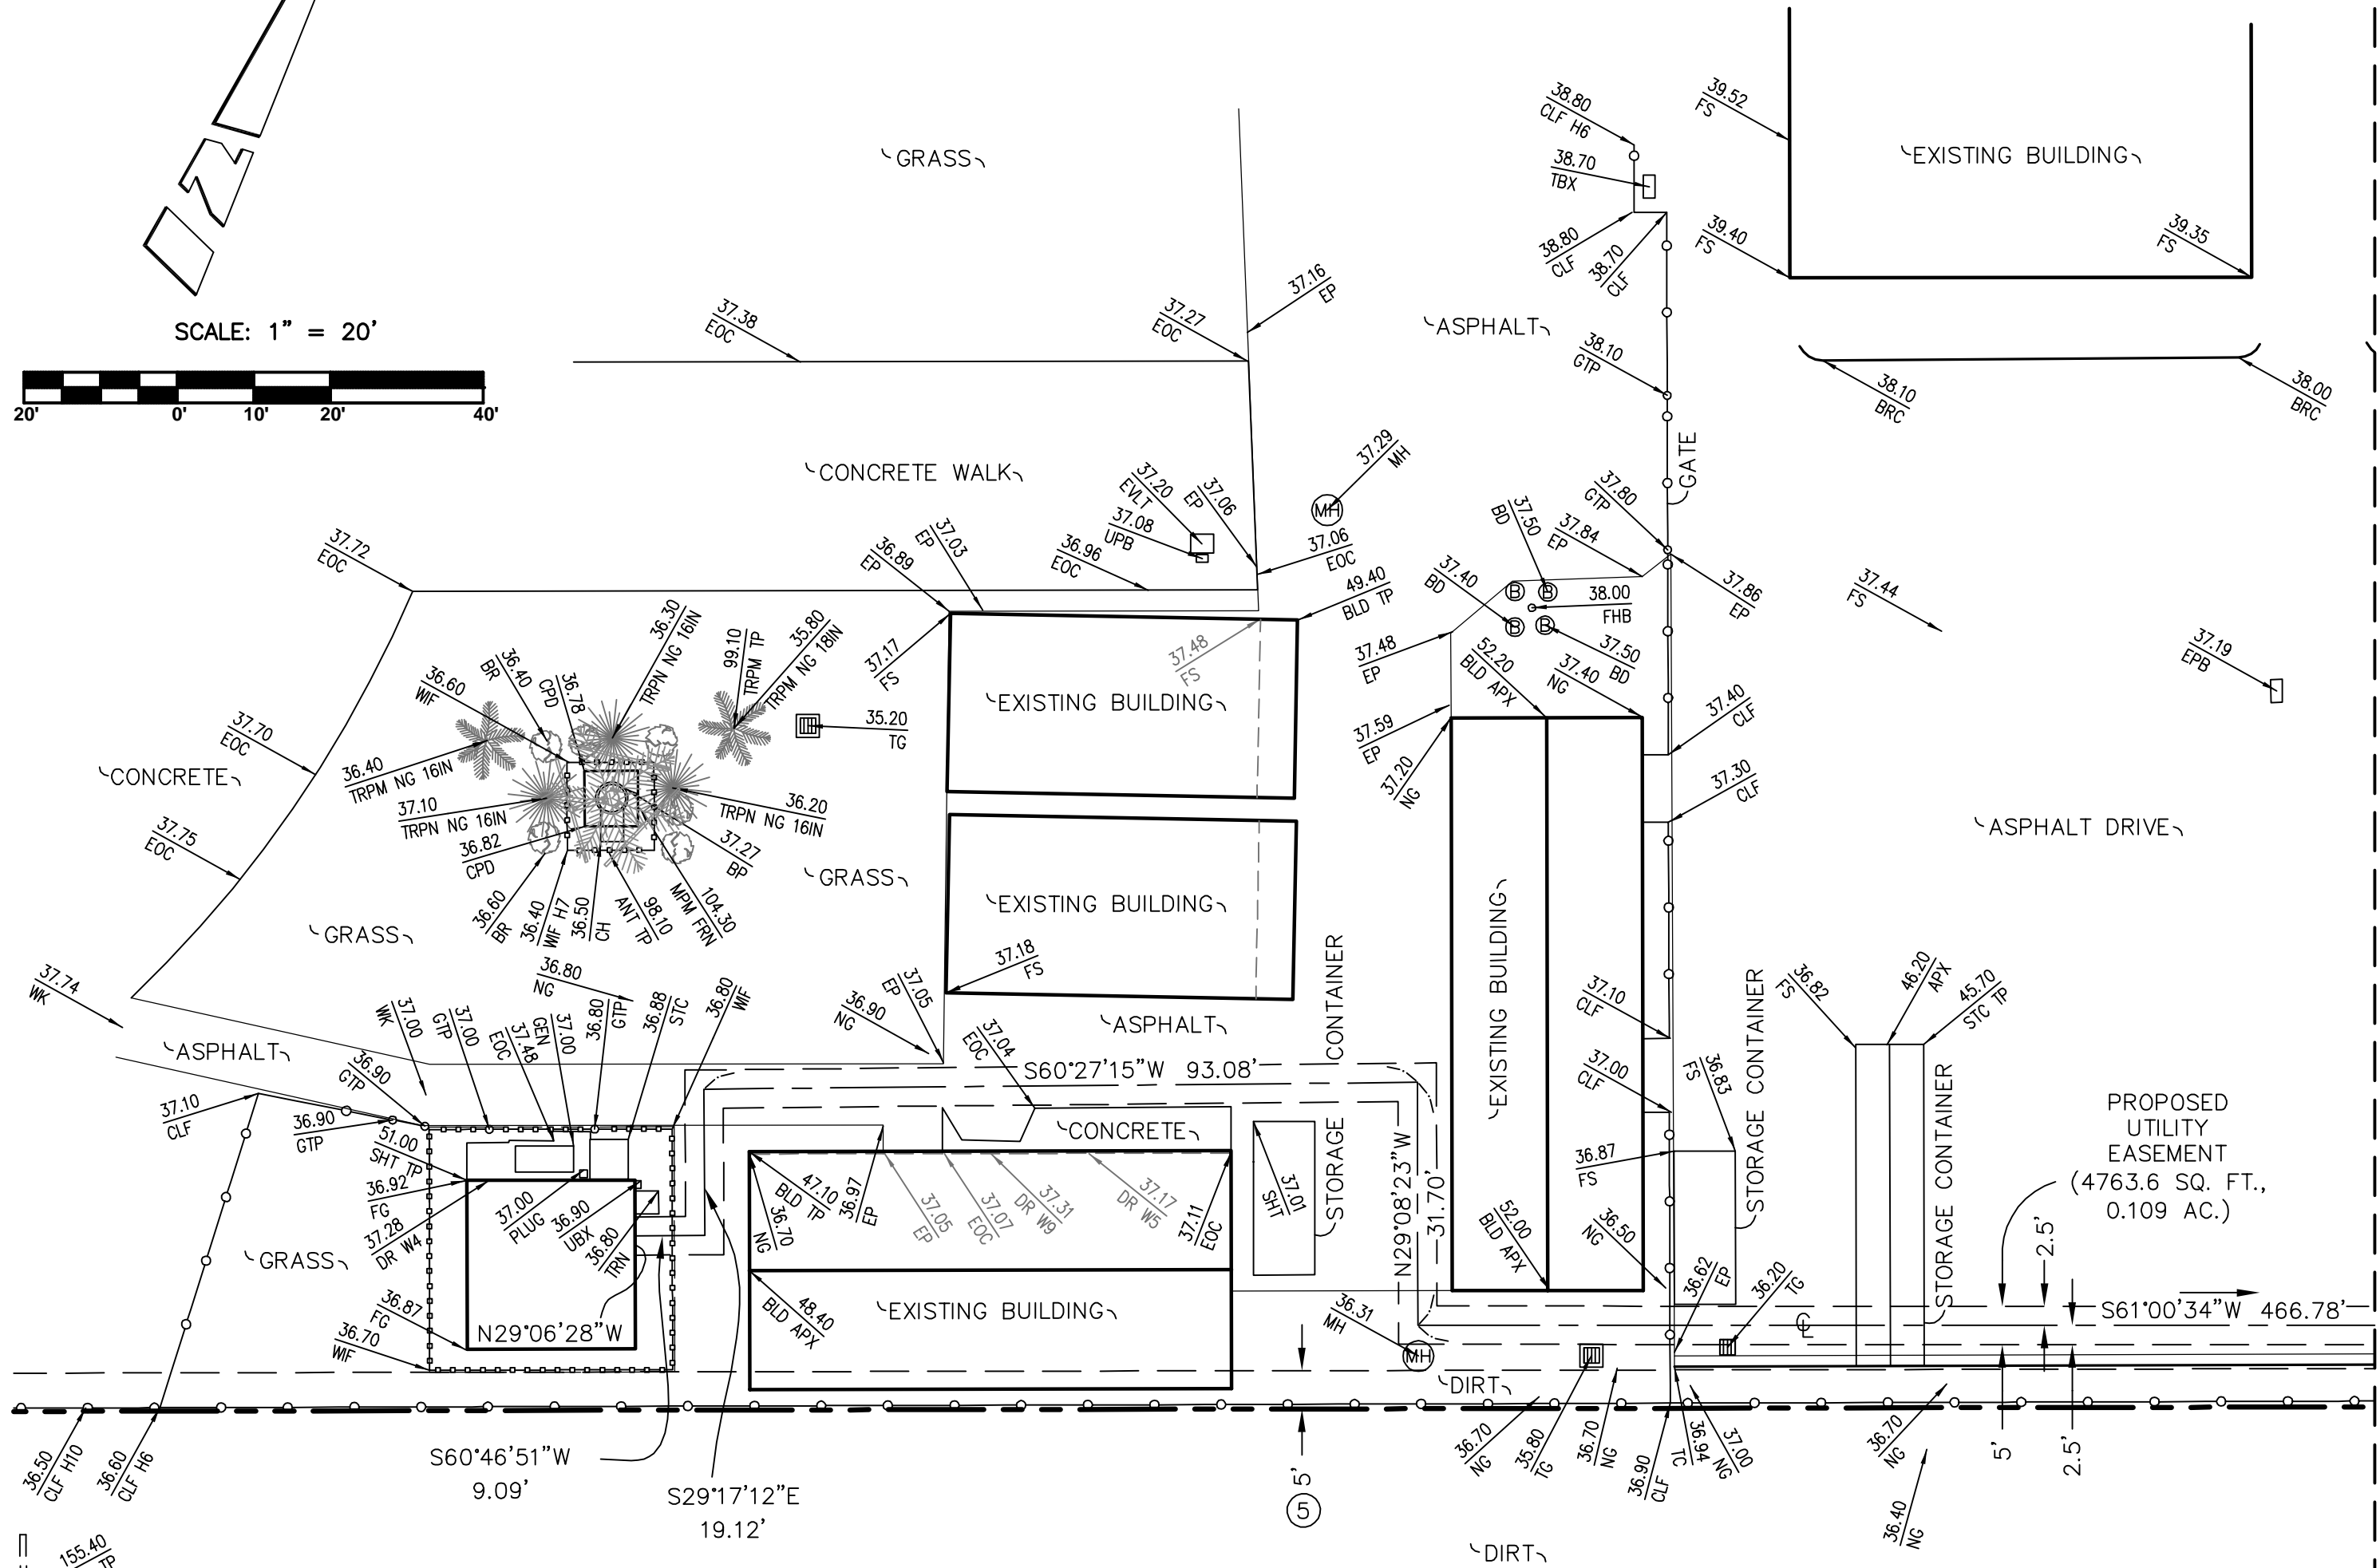 38.80
CLF H6
39.52
FS
GRASS
38.70
TBX
EXISTING BUILDING
38.80
CLF
38.70
CLF
39.40
FS
39.35
FS
37.16
EP
SCALE: 1" = 20'
20'
0'
10'
20'
40'
37.38
EOC
37.27
EOC
ASPHALT
38.10
GTP
38.10
BRC
38.00
BRC
CONCRETE WALK
37.29
MH
MH
37.20
EVLT
37.08
UPB
37.06
EP
GATE
37.80
GTP
37.50
BD
37.84
EP
37.72
EOC
36.89
EP
37.03
EP
36.96
EOC
37.06
EOC
49.40
BLD TP
37.40
BD
B
B
B
B
38.00
FHB
37.86
EP
37.44
FS
37.19
EPB
36.30
TRPN NG 16IN
99.10
TRPM TP
35.80
TRPM NG 18IN
37.17
FS
37.48
FS
37.48
EP
52.20
BLD APX
37.50
BD
37.40
NG
36.60
WIF
36.40
BR
36.78
CPD
35.20
TG
EXISTING BUILDING
37.59
EP
37.20
NG
37.40
CLF
37.70
EOC
CONCRETE
36.40
TRPM NG 16IN
37.10
TRPN NG 16IN
36.20
TRPN NG 16IN
37.30
CLF
37.75
EOC
36.82
CPD
37.27
BP
ASPHALT DRIVE
GRASS
36.60
BR
36.40
WIF H7
36.50
CH
98.10
ANT TP
104.30
MPM FRN
EXISTING BUILDING
GRASS
37.18
FS
36.80
NG
37.74
WK
37.00
WK
37.00
GTP
37.48
EOC
37.00
GEN
36.80
GTP
36.88
STC
36.80
WIF
36.90
NG
37.05
EP
37.04
EOC
ASPHALT
STORAGE CONTAINER
EXISTING BUILDING
37.10
CLF
36.82
FS
46.20
APX
45.70
STC TP
ASPHALT
36.90
GTP
S60°27'15"W 93.08'
37.00
CLF
36.83
FS
STORAGE CONTAINER
STORAGE CONTAINER
37.10
CLF
36.90
GTP
51.00
SHT TP
36.92
FG
37.28
DR W4
37.00
PLUG
36.90
UBX
36.80
TRN
CONCRETE
47.10
BLD TP
36.70
NG
36.97
EP
37.05
EP
37.07
EOC
37.31
DR W9
37.17
DR W5
37.11
EOC
37.01
SHT
N29°08'23"W
31.70'
52.00
BLD APX
36.87
FS
36.50
NG
PROPOSED
UTILITY
EASEMENT
(4763.6 SQ. FT.,
0.109 AC.)
GRASS
36.87
FG
36.70
WIF
N29°06'28"W
48.40
BLD APX
EXISTING BUILDING
36.31
MH
MH
36.62
EP
36.20
TG
2.5'
S61°00'34"W 466.78'
DIRT
36.50
CLF H10
36.60
CLF H6
S60°46'51"W
9.09'
S29°17'12"E
19.12'
5'
5
36.70
NG
35.80
TG
36.70
NG
36.90
CLF
36.94
TC
37.00
NG
36.70
NG
36.40
NG
5'
2.5'
155.40
TP
DIRT